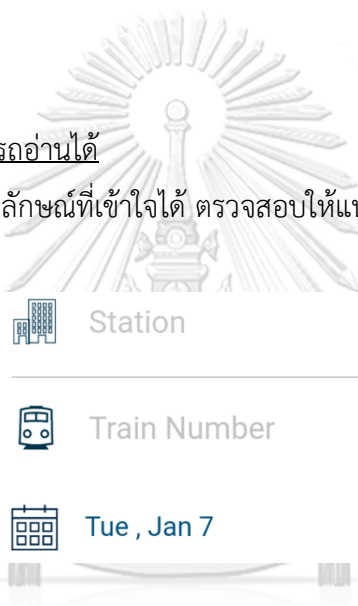 รถอ่านได้
ลักษณ์ที่เข้าใจได้ ตรวจสอบให้แน
Station
Train Number
Tue , Jan 7